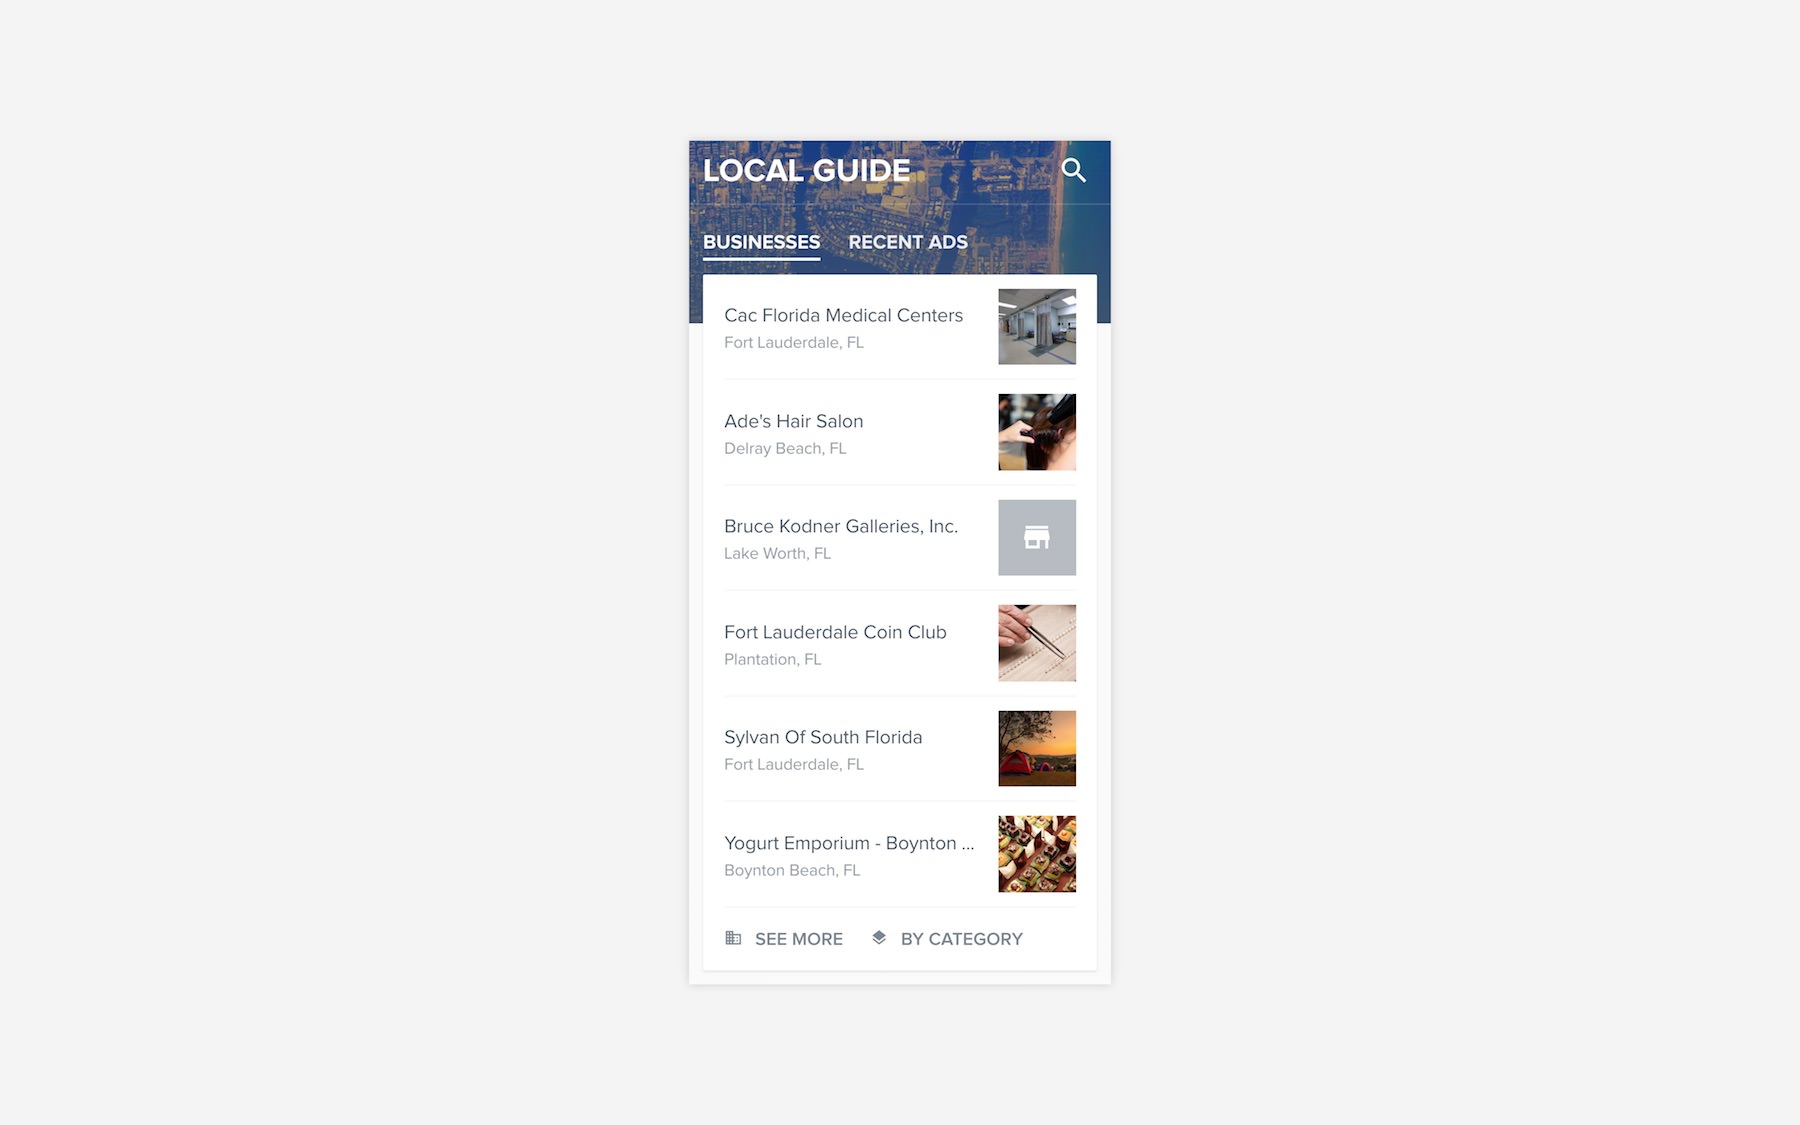 LOCAL GUIDE
BUSINESSES RECENT ADS
Cac Florida Medical Centers
Fort Lauderdale, FL
Ade's Hair Salon
Delray Beach, FL
Bruce Kodner Galleries, Inc.
Lake Worth, FL
Fort Lauderdale Coin Club
Plantation, FL
Sylvan Of South Florida
Fort Lauderdale, FL
Yogurt Emporium - Boynton ...
Boynton Beach, FL
SEE MORE BY CATEGORY